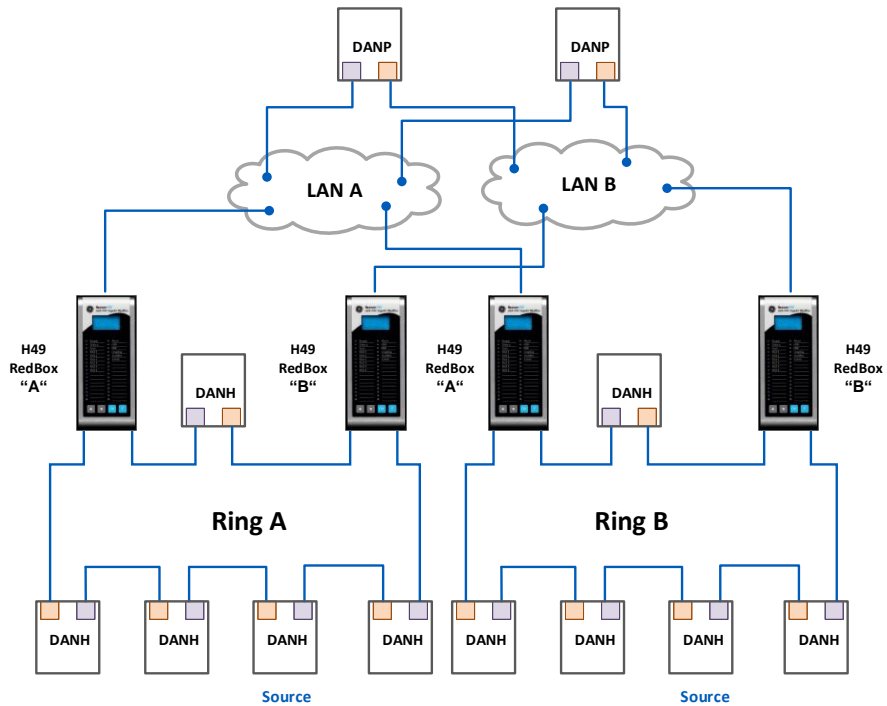 DANP
DANP
LAN A
LAN B
H49
RedBox
“A“
H49
RedBox
“B“
H49
RedBox
“A“
H49
RedBox
“B“
DANH
DANH
Ring A
Ring B
DANH
DANH
DANH
DANH
DANH
DANH
DANH
DANH
Source
Source